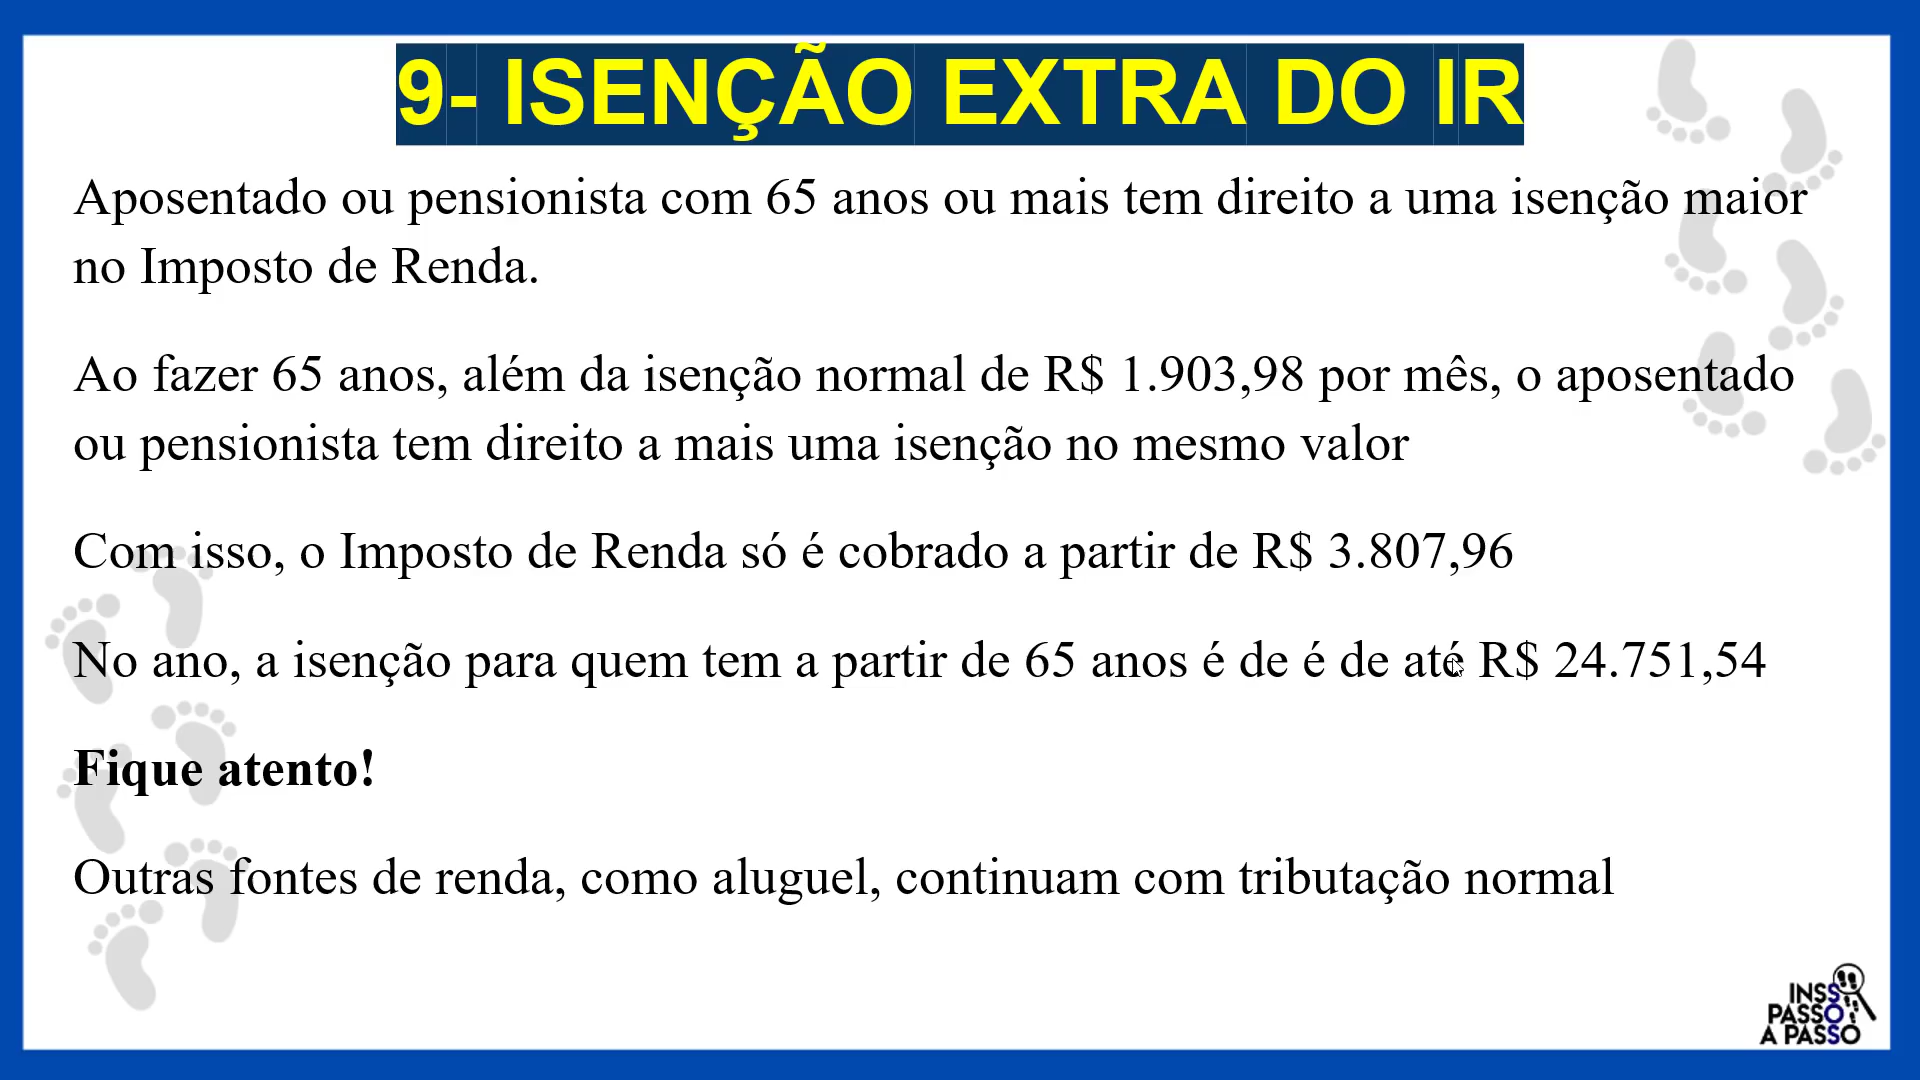 9- ISENÇÃO EXTRA DO IR
Aposentado ou pensionista com 65 anos ou mais tem direito a uma isenção maior
no Imposto de Renda.
Ao fazer 65 anos, além da isenção normal de R$ 1.903,98 por mês, o aposentado
ou pensionista tem direito a mais uma isenção no mesmo valor
Com isso, o Imposto de Renda só é cobrado a partir de R$ 3.807,96
No ano, a isenção para quem tem a partir de 65 anos é de é de até R$ 24.751,54
Fique atento!
Outras fontes de renda, como aluguel, continuam com tributação normal
INSS
PASSO
A PASSO